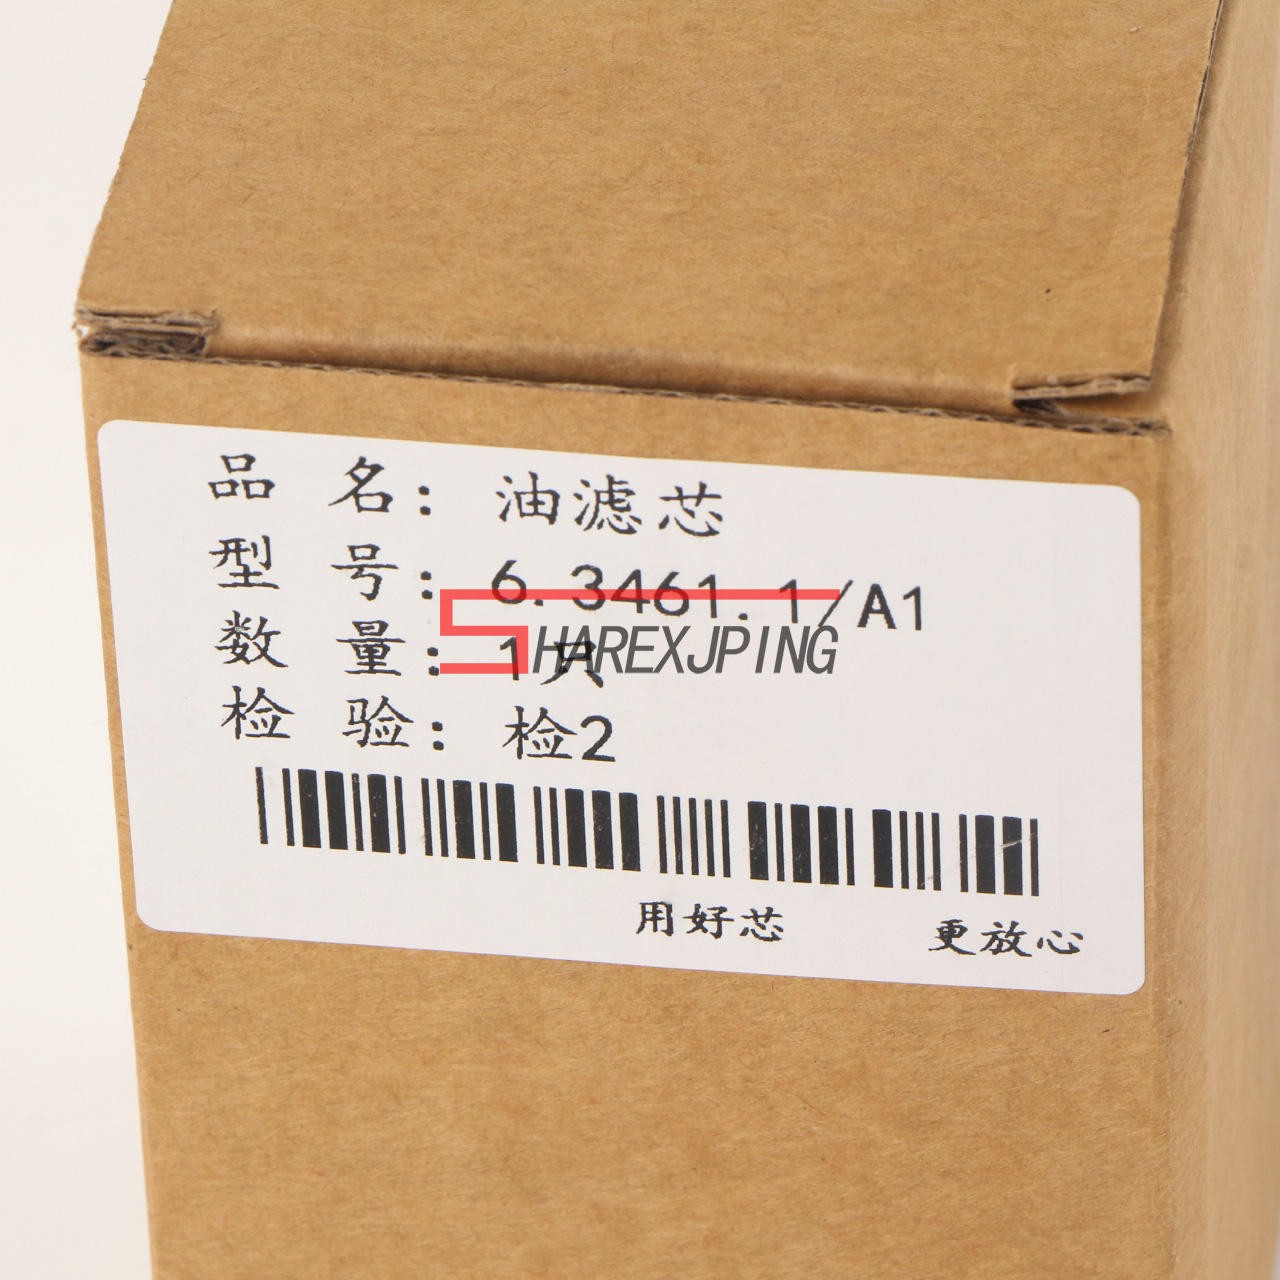 品 名: 油滤芯
型 号: 6.3461.1/A1
数 量: 1只
检 验: 检2
用好芯 更放心
SHAREXJPING